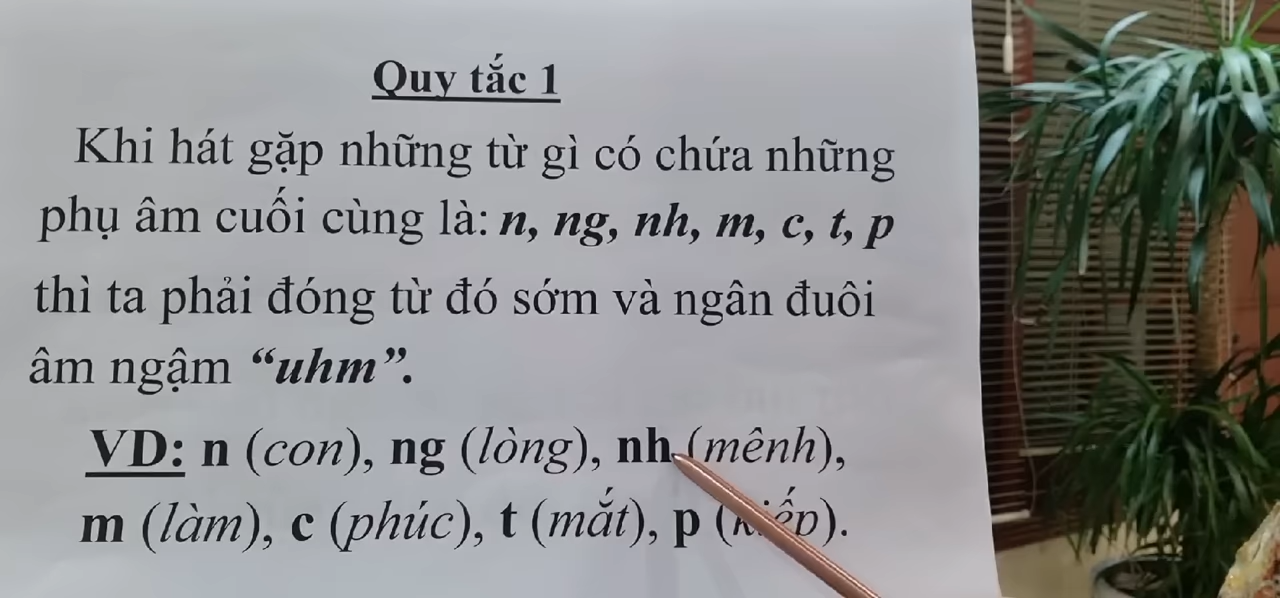 Quy tắc 1
Khi hát gặp những từ gì có chứa những
phụ âm cuối cùng là: n, ng, nh, m, c, t, p
thì ta phải đóng từ đó sớm và ngân đuôi
âm ngậm “uhm”.
VD: n (con), ng (lòng), nh (mênh),
m (làm), c (phúc), t (mắt), p (kiếp).